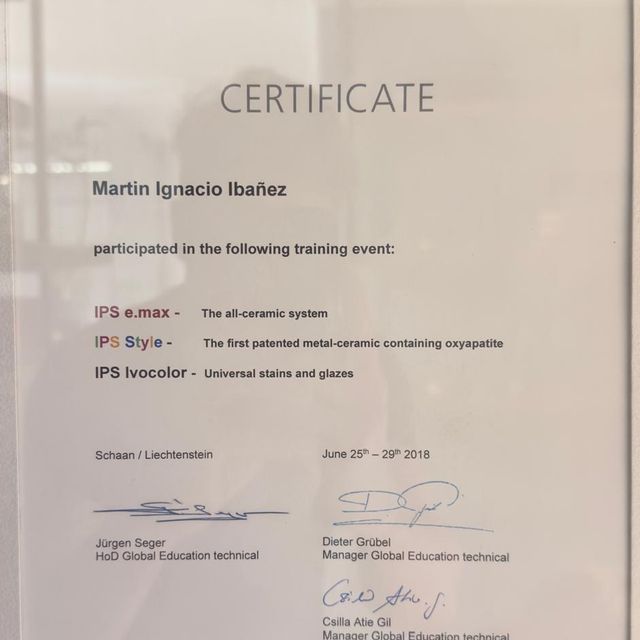 CERTIFICATE
Martin Ignacio Ibañez
participated in the following training event:
IPS e.max - The all-ceramic system
IPS Style - The first patented metal-ceramic containing oxyapatite
IPS Ivocolor - Universal stains and glazes
Schaan / Liechtenstein June 25th – 29th 2018
Jürgen Seger Dieter Grübel
HoD Global Education technical Manager Global Education technical
Csilla Atie Gil
Manager Global Education technical